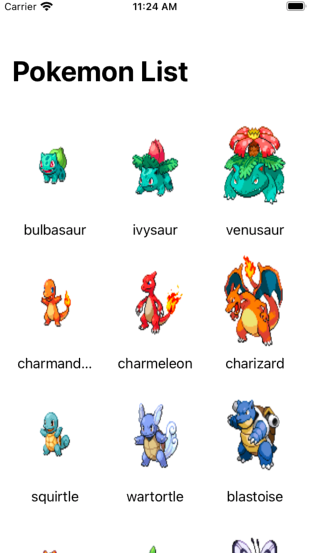 Carrier 11:24 AM
Pokemon List
bulbasaur ivysaur venusaur
charmand... charmeleon charizard
squirtle wartortle blastoise